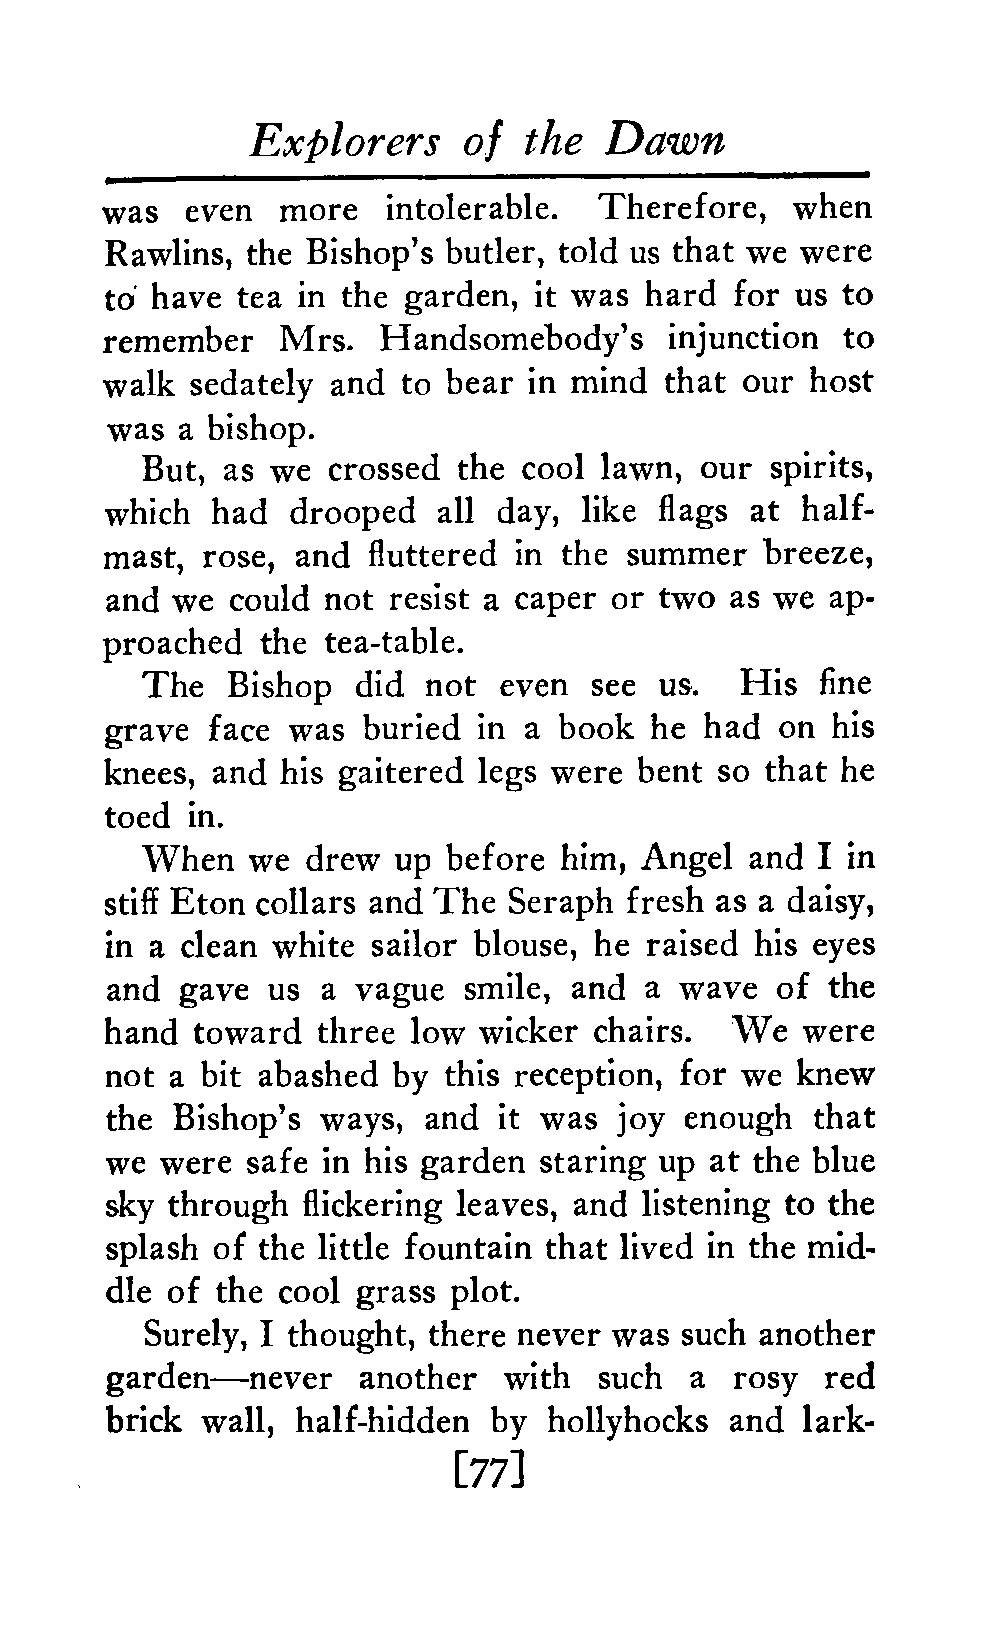 Explorers of the Dawn
was even more intolerable. Therefore, when
Rawlins, the Bishop's butler, told us that we were
to have tea in the garden, it was hard for us to
remember Mrs. Handsomebody's injunction to
walk sedately and to bear in mind that our host
was a bishop.
But, as we crossed the cool lawn, our spirits,
which had drooped all day, like flags at half-
mast, rose, and fluttered in the summer breeze,
and we could not resist a caper or two as we ap-
proached the tea-table.
The Bishop did not even see us. His fine
grave face was buried in a book he had on his
knees, and his gaitered legs were bent so that he
toed in.
When we drew up before him, Angel and I in
stiff Eton collars and The Seraph fresh as a daisy,
in a clean white sailor blouse, he raised his eyes
and gave us a vague smile, and a wave of the
hand toward three low wicker chairs. We were
not a bit abashed by this reception, for we knew
the Bishop's ways, and it was joy enough that
we were safe in his garden staring up at the blue
sky through flickering leaves, and listening to the
splash of the little fountain that lived in the mid-
dle of the cool grass plot.
Surely, I thought, there never was such another
garden—never another with such a rosy red
brick wall, half-hidden by hollyhocks and lark-
[77]